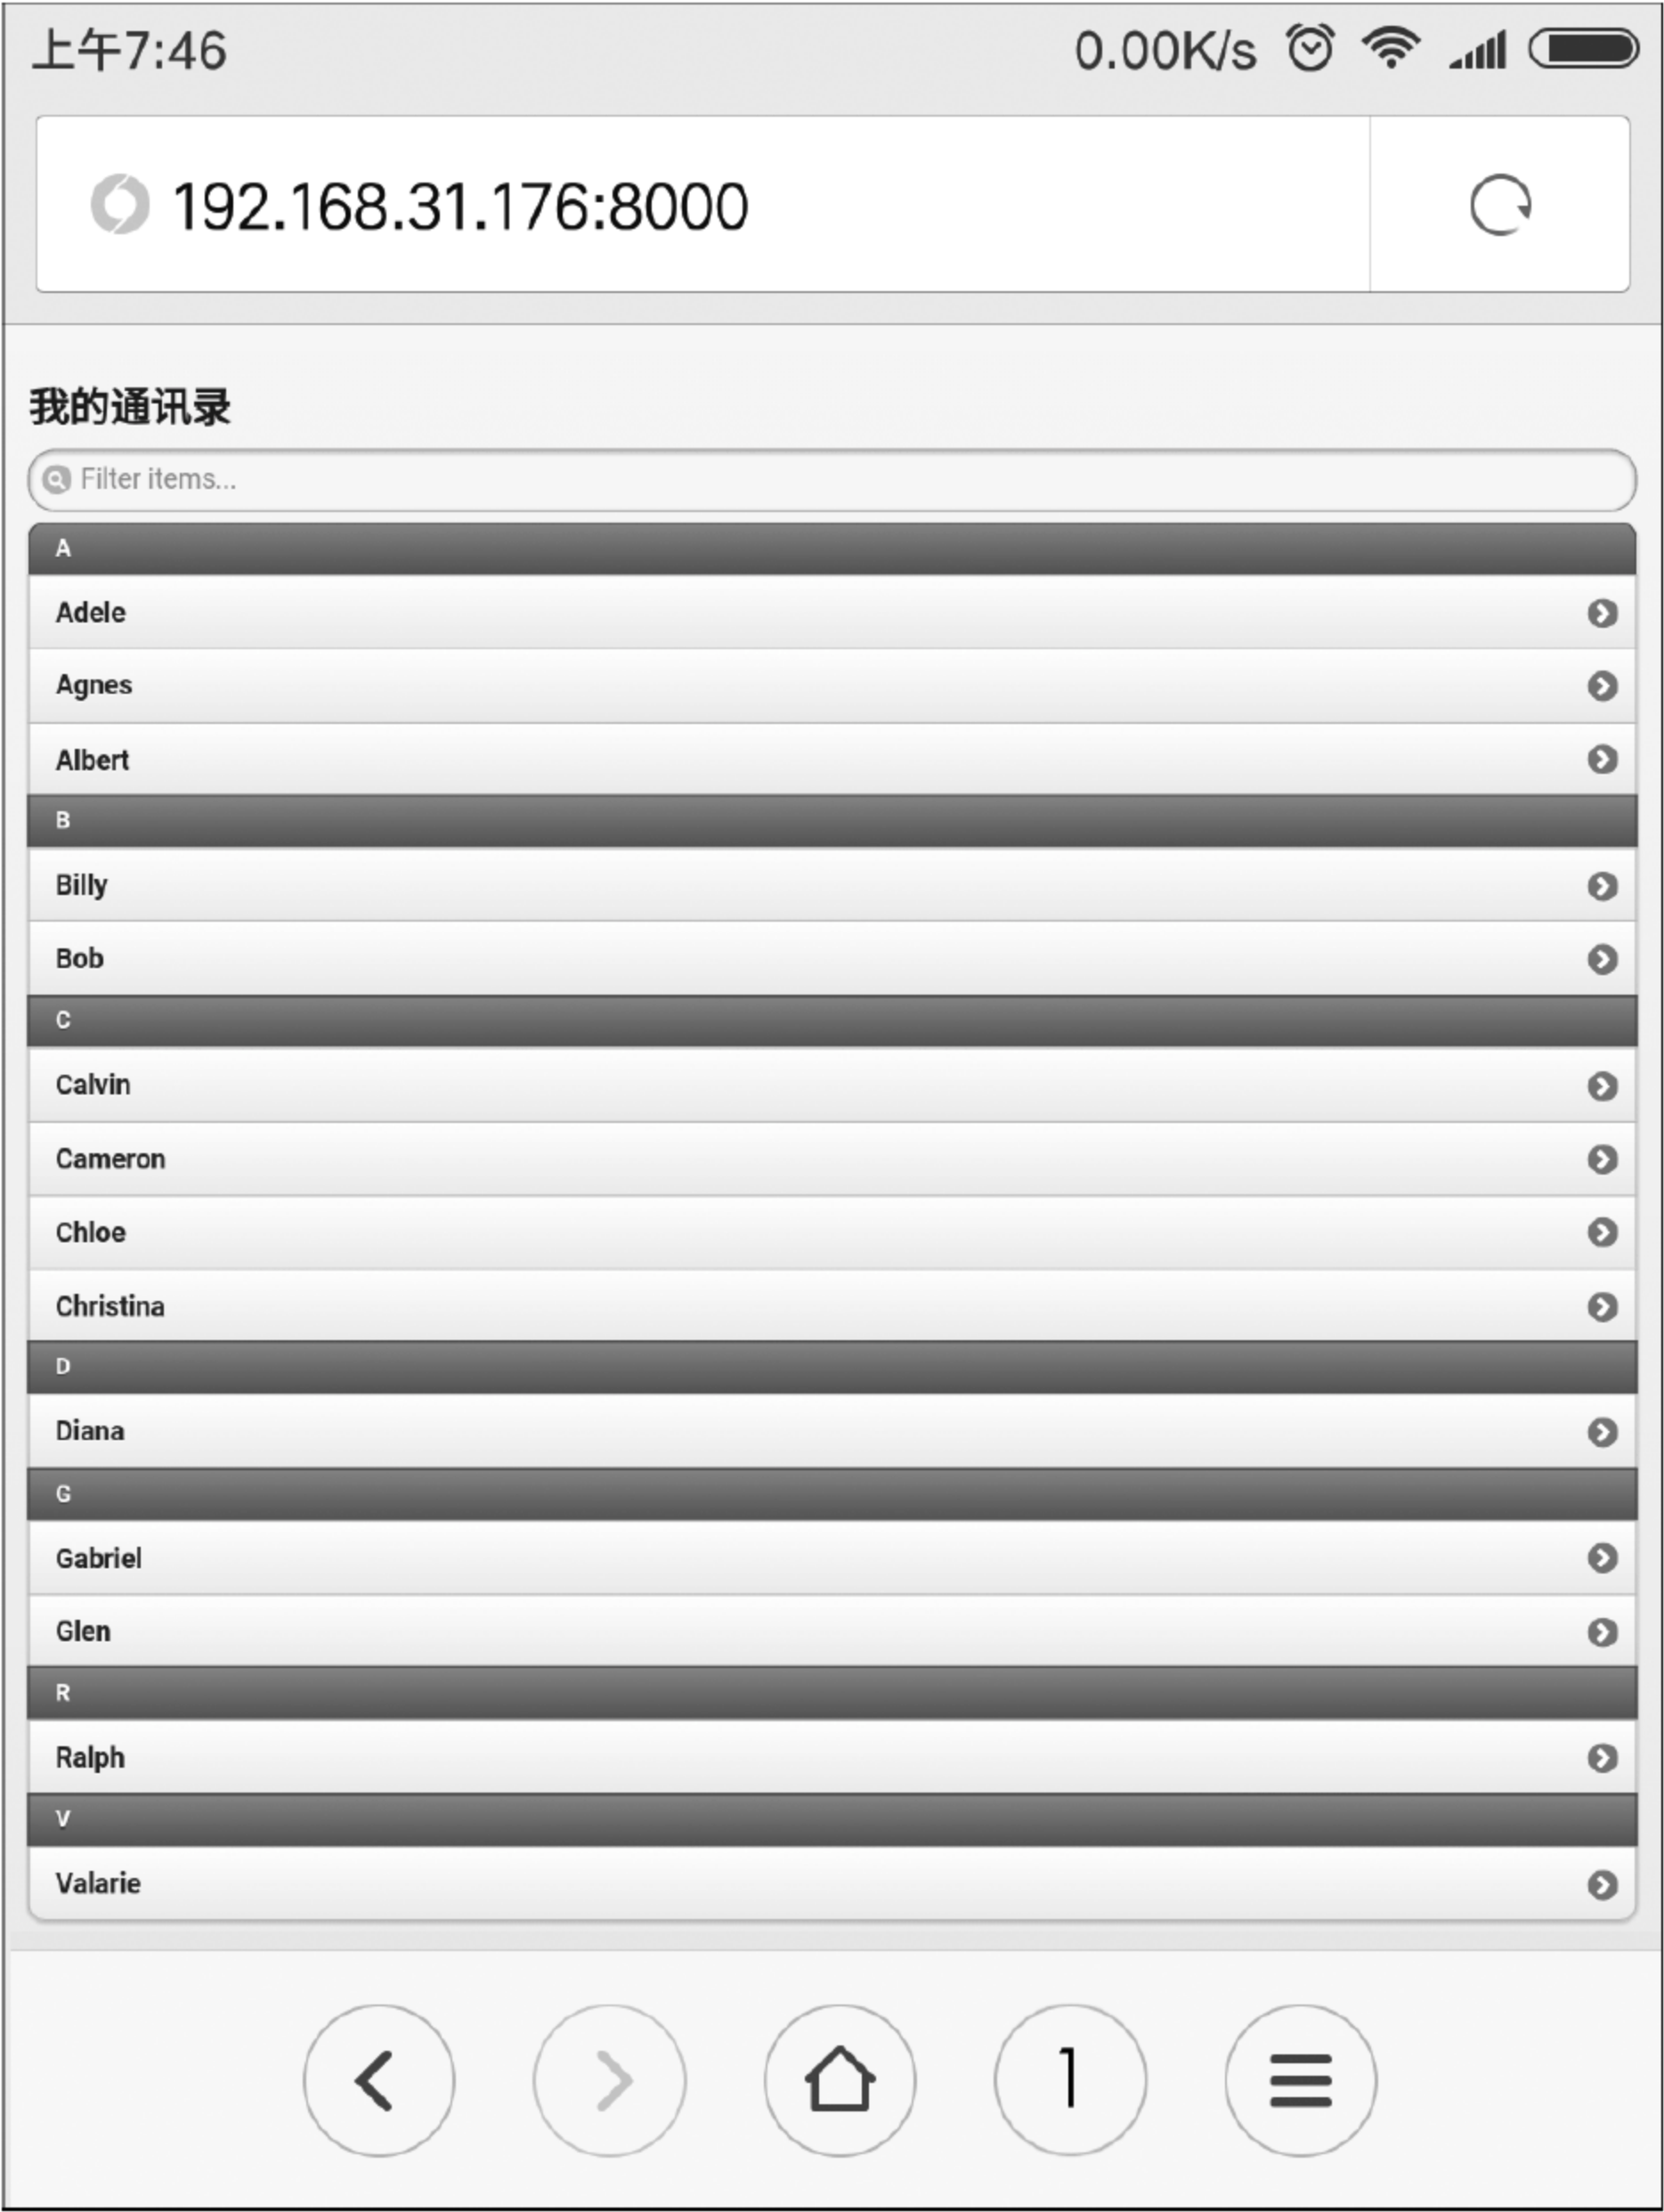 上午7:46 0.00K/s
192.168.31.176:8000
我的通讯录
Filter items...
A
Adele
Agnes
Albert
B
Billy
Bob
C
Calvin
Cameron
Chloe
Christina
D
Diana
G
Gabriel
Glen
R
Ralph
V
Valarie
1